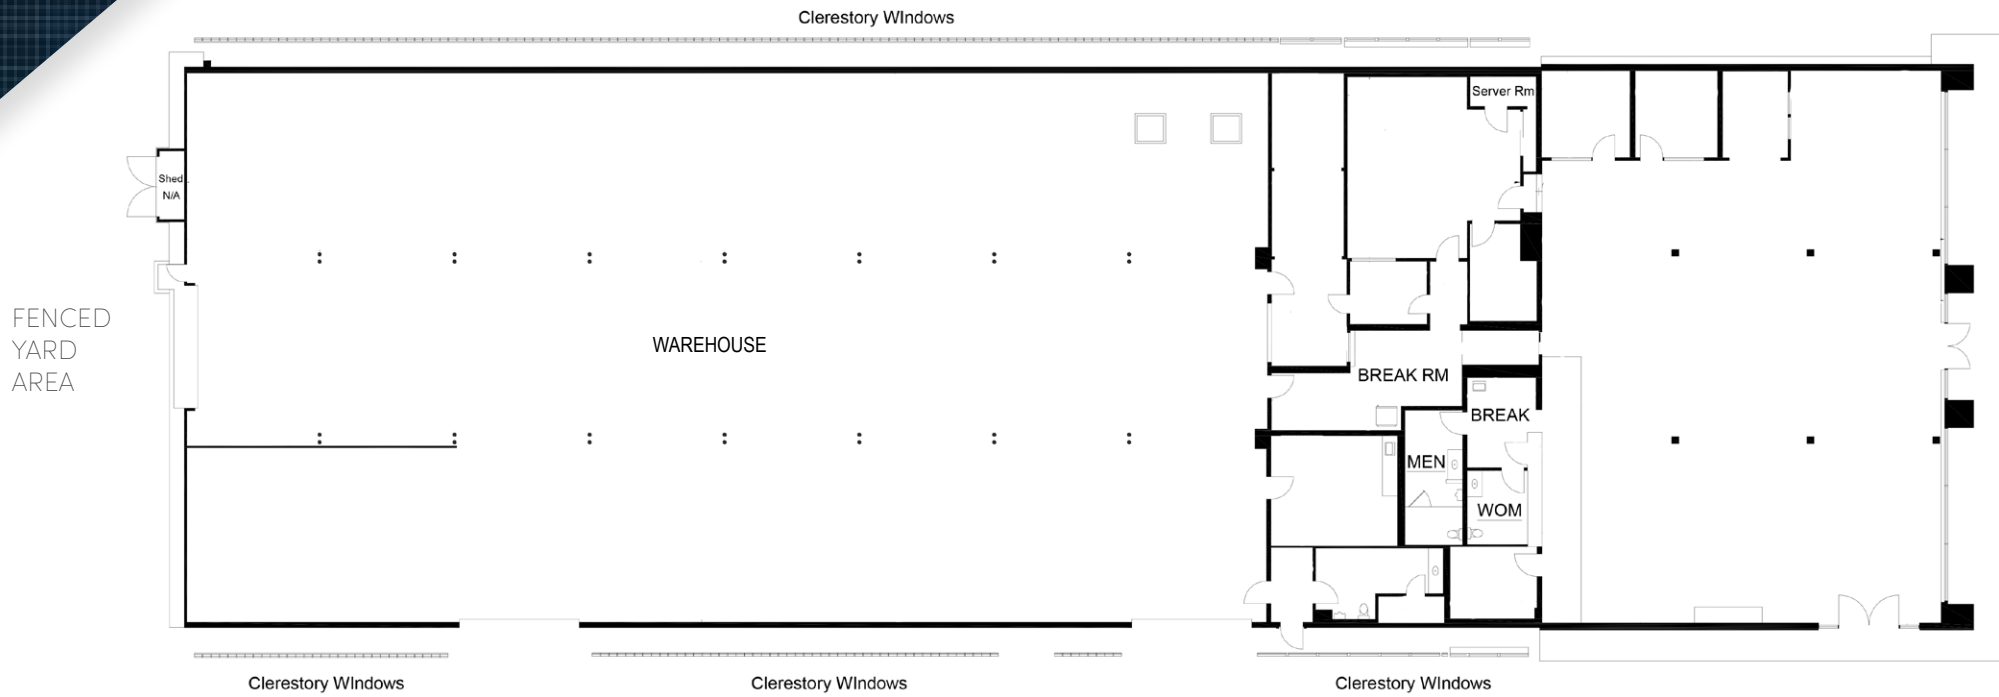 Clerestory WIndows
Server Rm
Shed
N/A
FENCED
YARD
AREA
WAREHOUSE
BREAK RM
BREAK
MEN
WOM
Clerestory WIndows
Clerestory WIndows
Clerestory WIndows